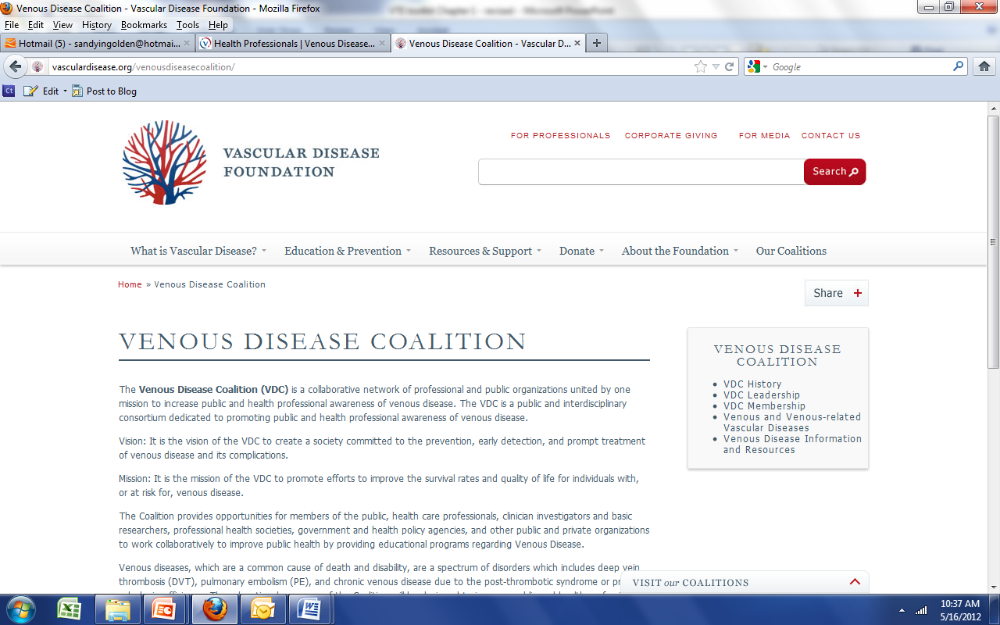 Venous Disease Coalition - Vascular Disease Foundation - Mozilla Firefox
File Edit View History Bookmarks Tools Help
Hotmail (5) - sandyingolden@hotmai...
Health Professionals | Venous Disease...
Venous Disease Coalition - Vascular D...
vasculardisease.org/venousdiseasecoalition/
Google
Ct Edit Post to Blog
VASCULAR DISEASE
FOUNDATION
FOR PROFESSIONALS CORPORATE GIVING FOR MEDIA CONTACT US
Search
What is Vascular Disease? Education & Prevention Resources & Support Donate About the Foundation Our Coalitions
Home » Venous Disease Coalition
Share +
VENOUS DISEASE COALITION
The Venous Disease Coalition (VDC) is a collaborative network of professional and public organizations united by one
mission to increase public and health professional awareness of venous disease. The VDC is a public and interdisciplinary
consortium dedicated to promoting public and health professional awareness of venous disease.
Vision: It is the vision of the VDC to create a society committed to the prevention, early detection, and prompt treatment
of venous disease and its complications.
Mission: It is the mission of the VDC to promote efforts to improve the survival rates and quality of life for individuals with,
or at risk for, venous disease.
The Coalition provides opportunities for members of the public, health care professionals, clinician investigators and basic
researchers, professional health societies, government and health policy agencies, and other public and private organizations
to work collaboratively to improve public health by providing educational programs regarding Venous Disease.
Venous diseases, which are a common cause of death and disability, are a spectrum of disorders which includes deep vein
thrombosis (DVT), pulmonary embolism (PE), and chronic venous disease due to the post-thrombotic syndrome or
VENOUS DISEASE
COALITION
VDC History
VDC Leadership
VDC Membership
Venous and Venous-related
Vascular Diseases
Venous Disease Information
and Resources
VISIT our COALITIONS
10:37 AM
5/16/2012